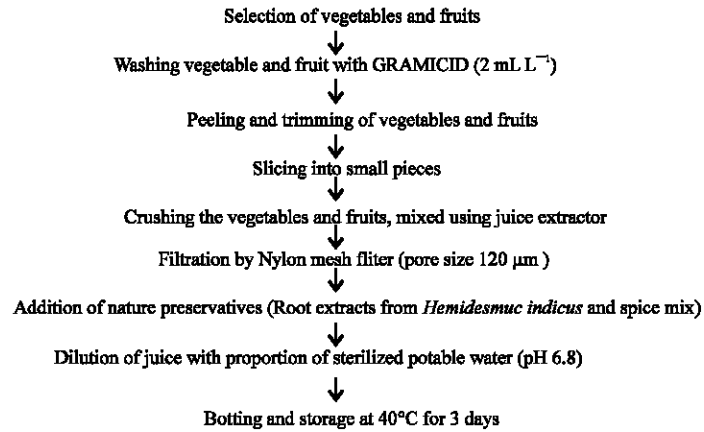 Selection of vegetables and fruits
Washing vegetable and fruit with GRAMICID (2 mL L⁻¹)
Peeling and trimming of vegetables and fruits
Slicing into small pieces
Crushing the vegetables and fruits, mixed using juice extractor
Filtration by Nylon mesh fliter (pore size 120 µm )
Addition of nature preservatives (Root extracts from Hemidesmuc indicus and spice mix)
Dilution of juice with proportion of sterilized potable water (pH 6.8)
Botting and storage at 40°C for 3 days